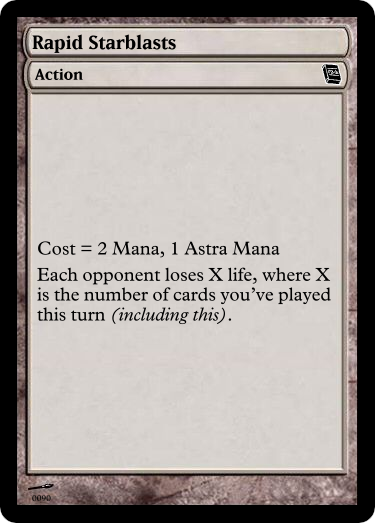 Rapid Starblasts
Action
Cost = 2 Mana, 1 Astra Mana
Each opponent loses X life, where X
is the number of cards you've played
this turn (including this).
0090